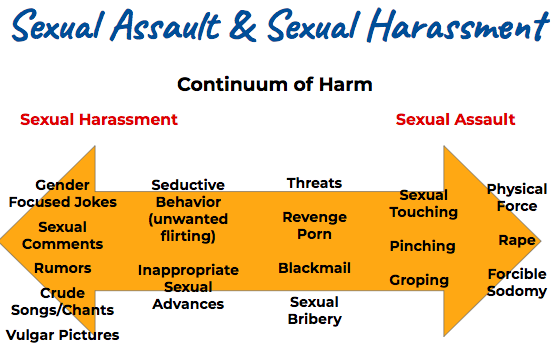 Sexual Assault & Sexual Harassment
Continuum of Harm
Sexual Harassment
Sexual Assault
Gender
Focused Jokes
Sexual
Comments
Rumors
Crude
Songs/Chants
Vulgar Pictures
Seductive
Behavior
(unwanted
flirting)
Inappropriate
Sexual
Advances
Threats
Revenge
Porn
Blackmail
Sexual
Bribery
Sexual
Touching
Pinching
Groping
Physical
Force
Rape
Forcible
Sodomy